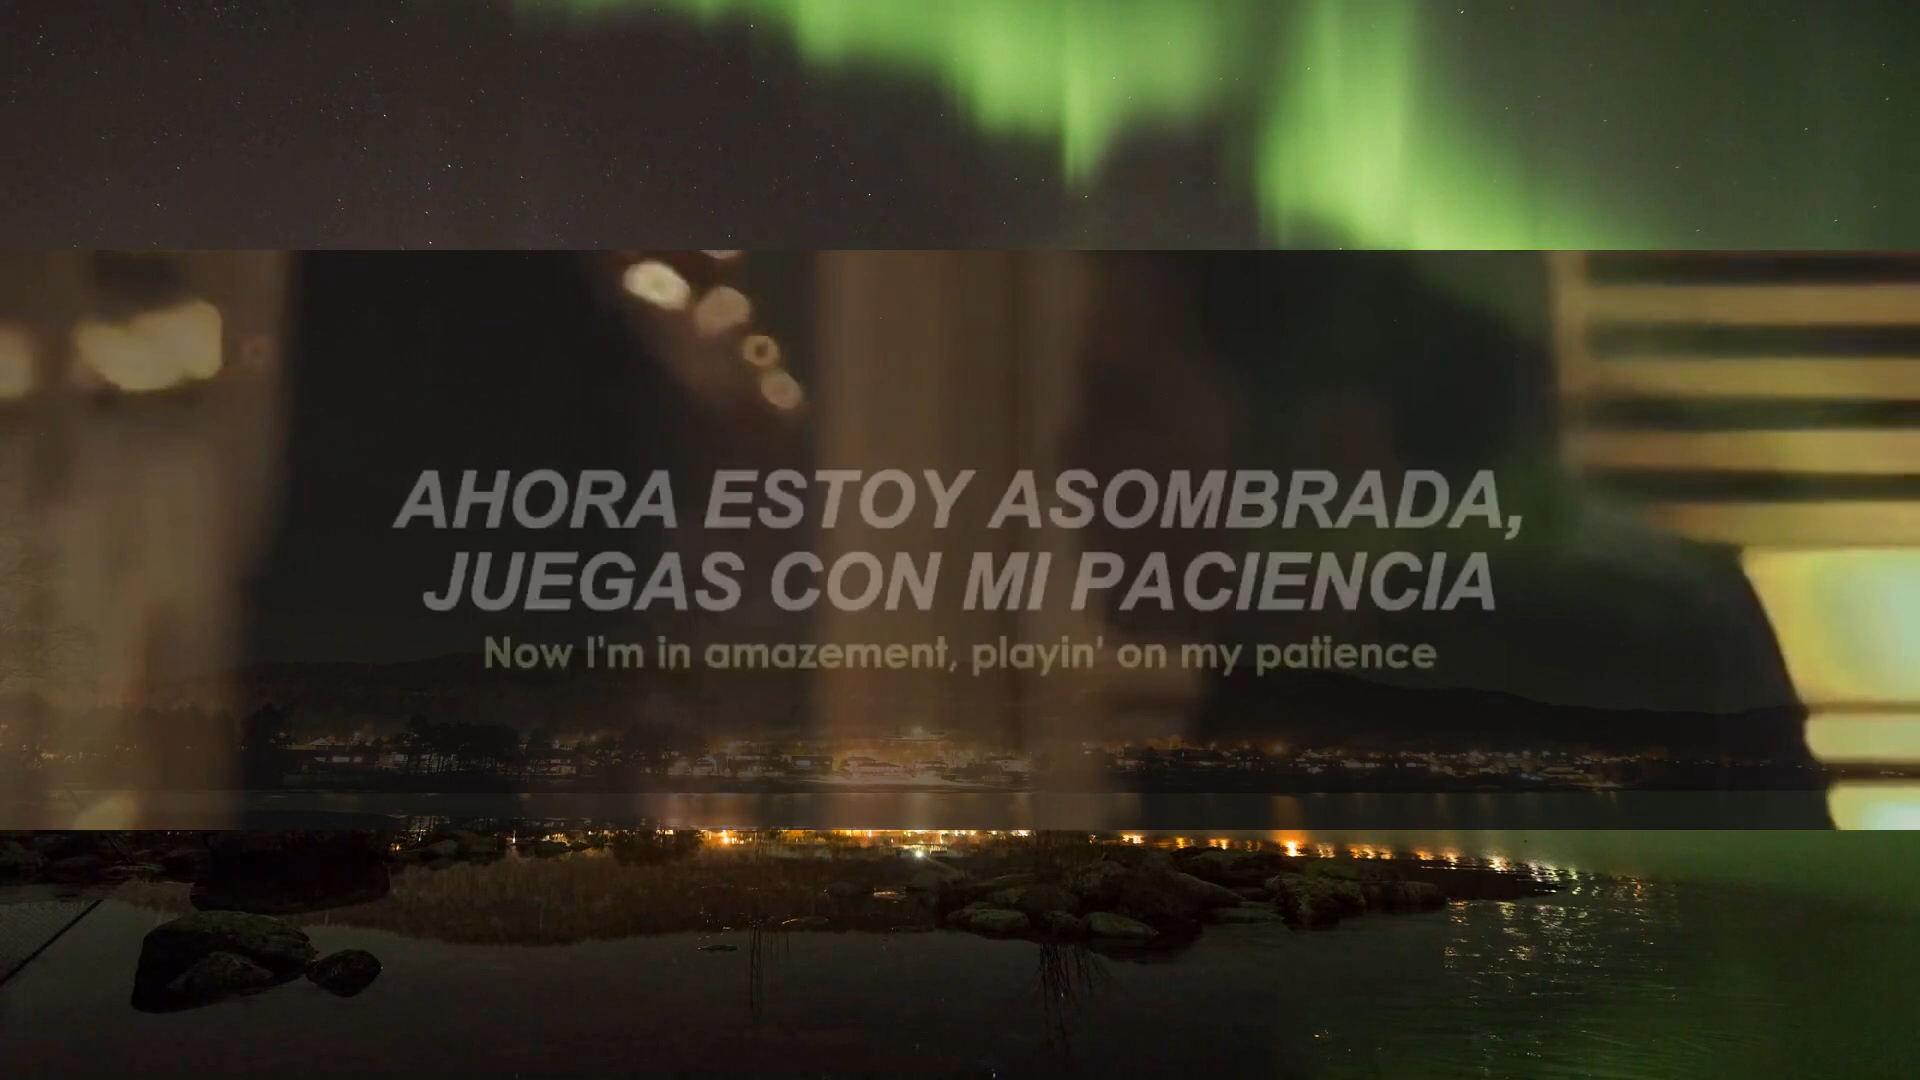 AHORA ESTOY ASOMBRADA,
JUEGAS CON MI PACIENCIA
Now I'm in amazement, playin' on my patience